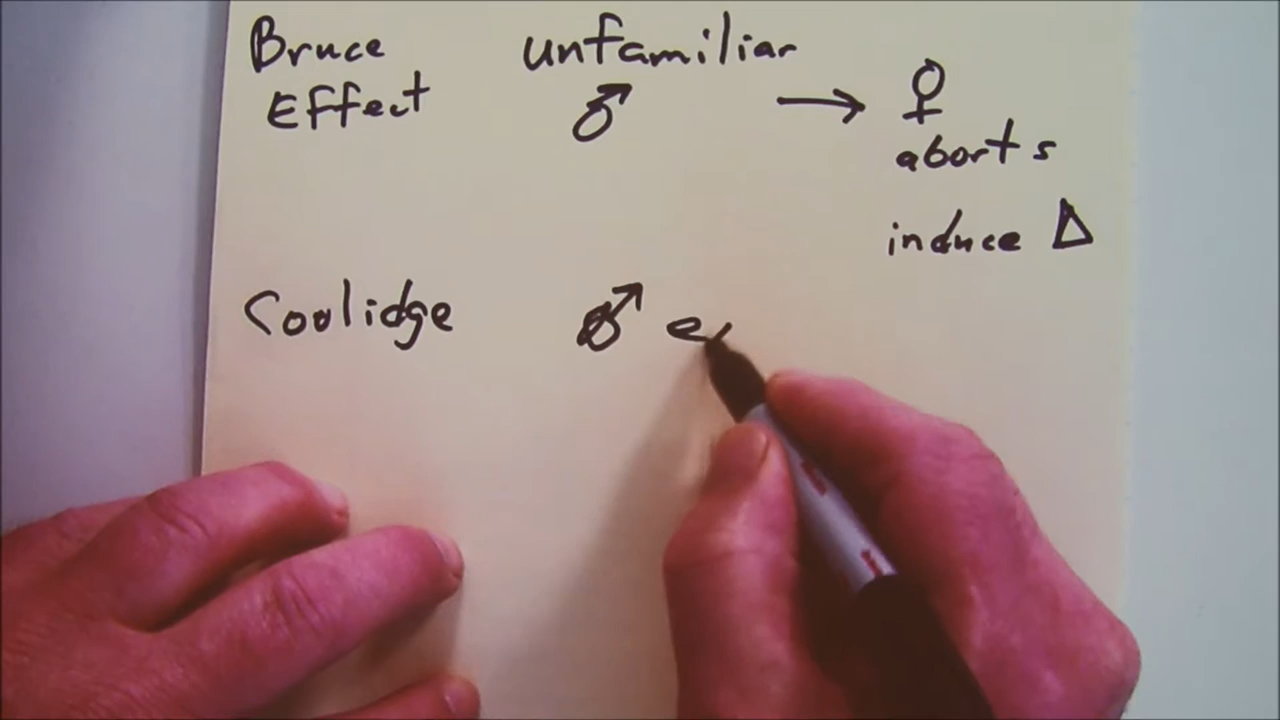 Bruce unfamiliar
Effect ♂ → ♀
aborts
induce Δ
Coolidge ♂